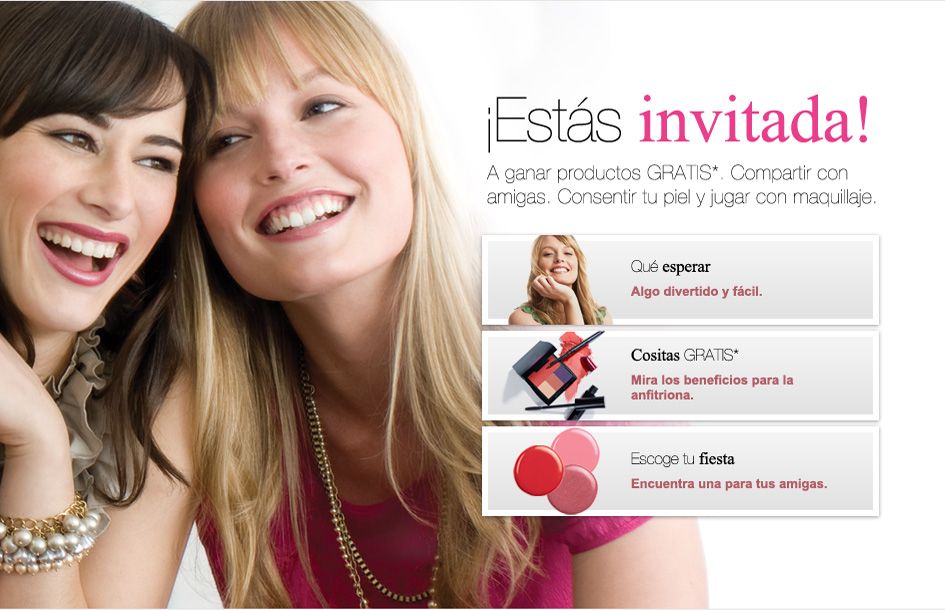 ¡Estás invitada!
A ganar productos GRATIS*. Compartir con
amigas. Consentir tu piel y jugar con maquillaje.
Qué esperar
Algo divertido y fácil.
Cositas GRATIS*
Mira los beneficios para la
anfitriona.
Escoge tu fiesta
Encuentra una para tus amigas.